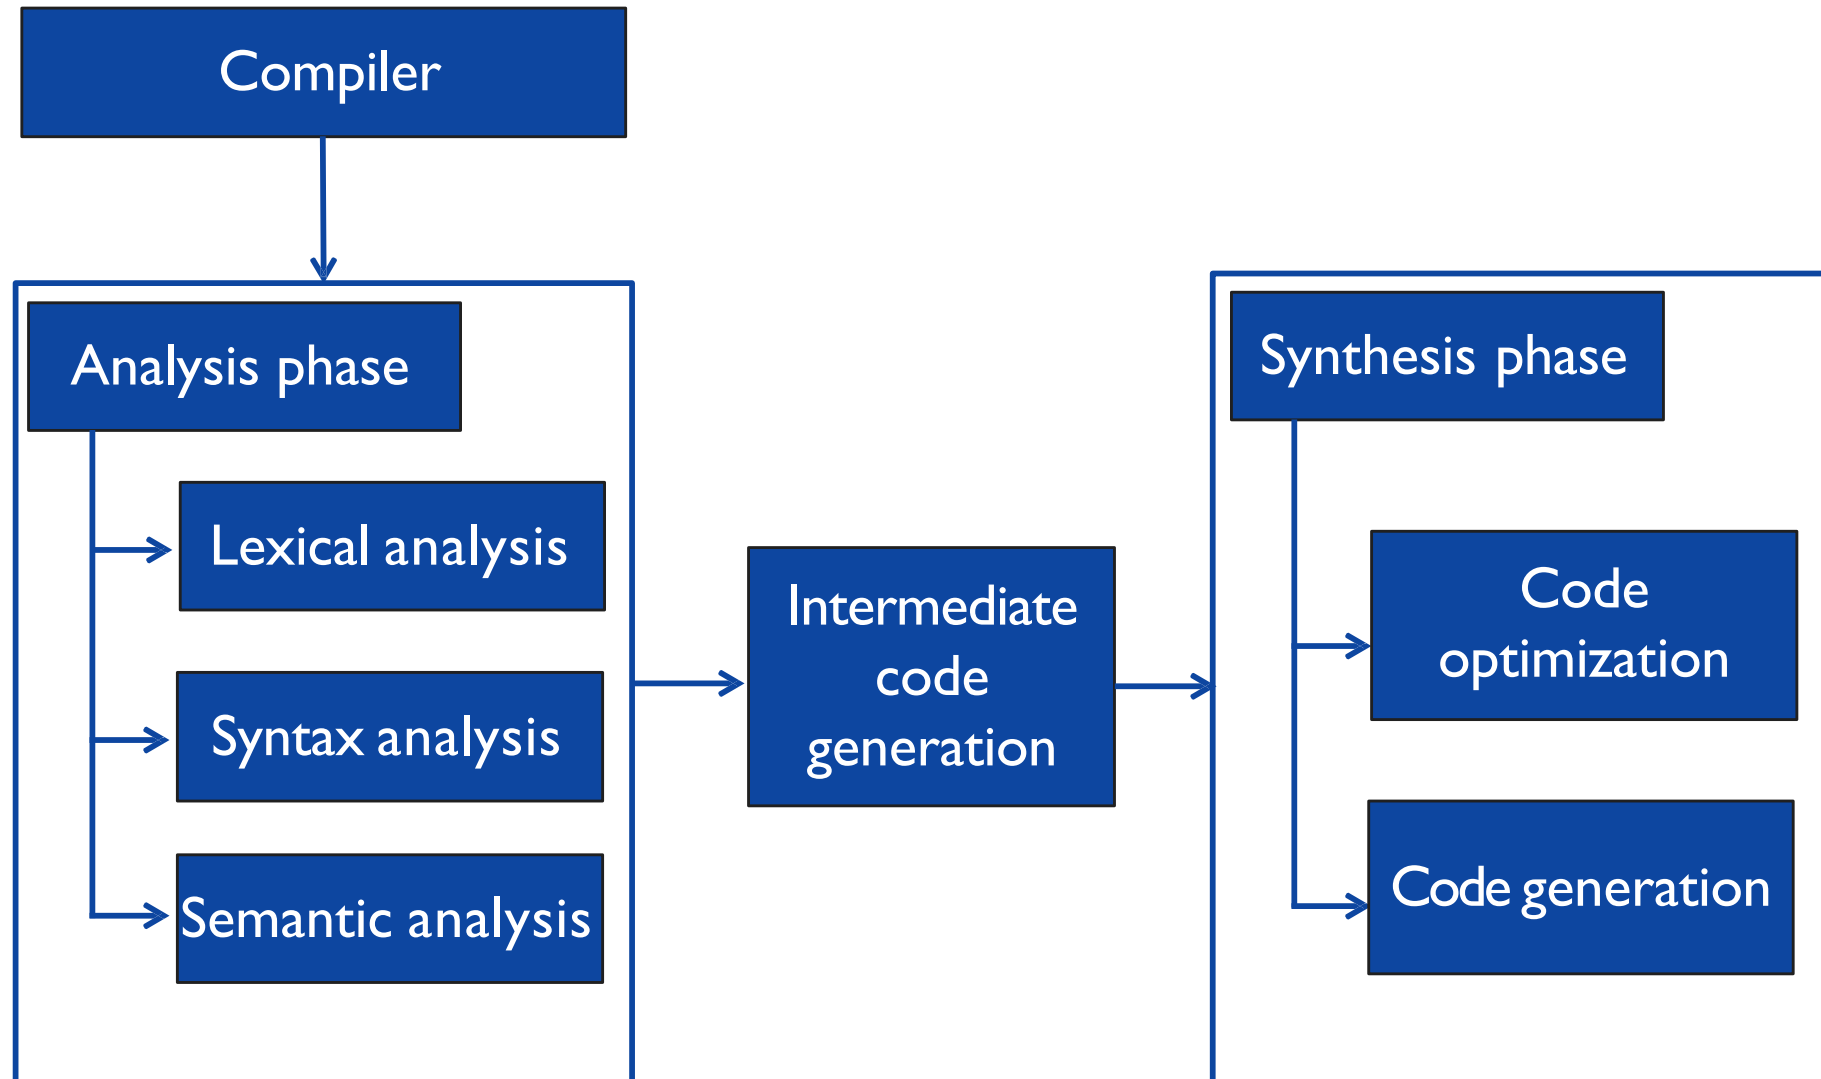 Compiler
Analysis phase
Lexical analysis
Syntax analysis
Semantic analysis
Intermediate
code
generation
Synthesis phase
Code
optimization
Code generation